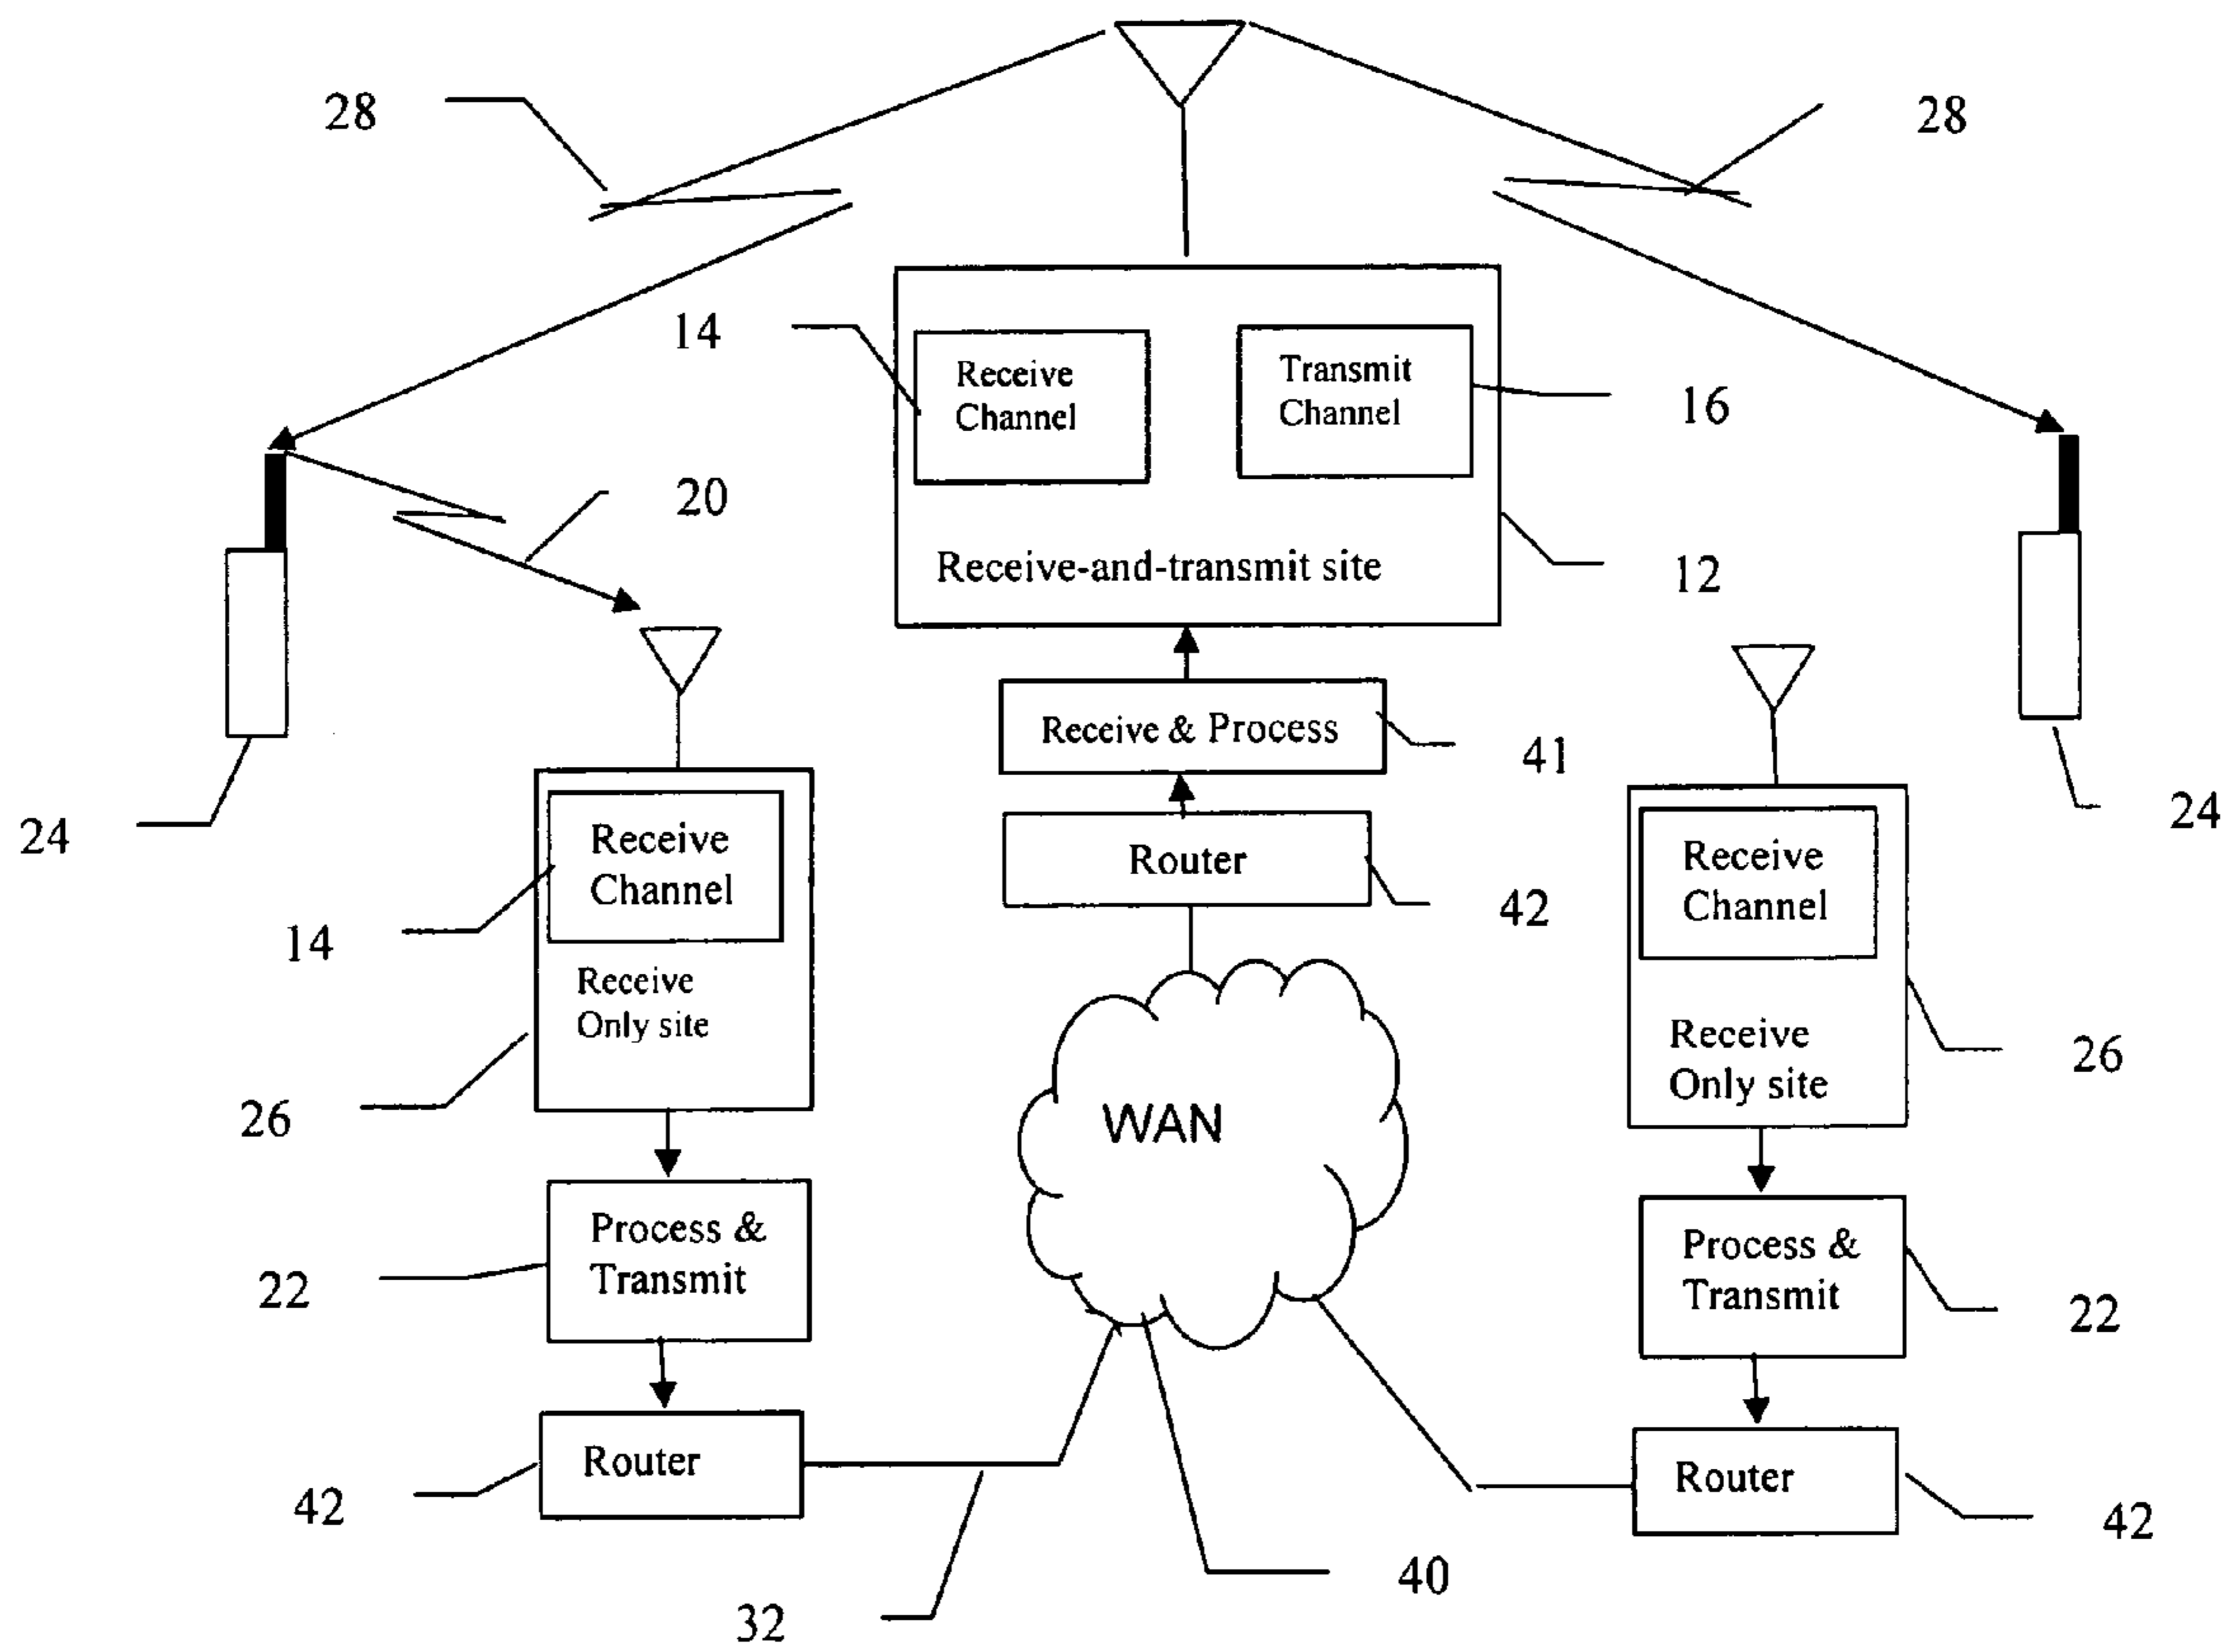 28
28
14
Receive
Channel
Transmit
Channel
16
20
Receive-and-transmit site
12
Receive & Process
41
24
24
Receive
Channel
Router
42
Receive
Channel
14
Receive
Only site
26
WAN
Receive
Only site
26
Process &
Transmit
22
Process &
Transmit
22
Router
42
Router
42
40
32